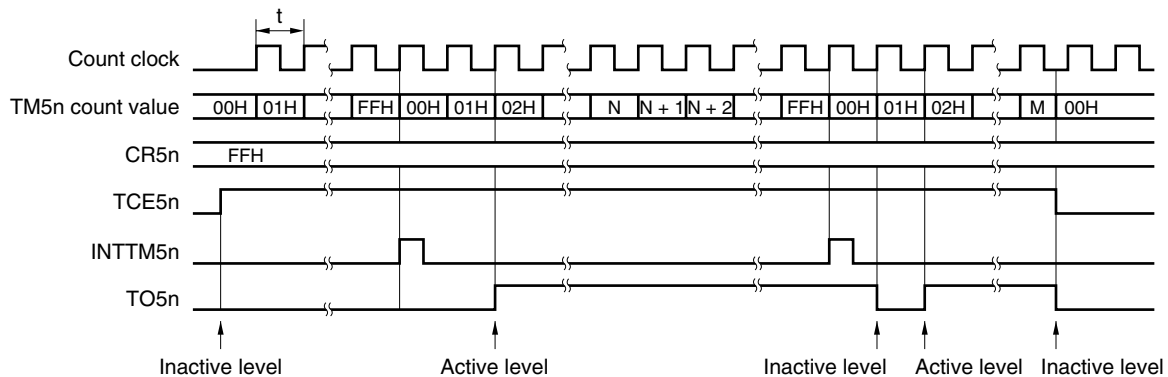 t
Count clock
TM5n count value 00H 01H FFH 00H 01H 02H N N + 1 N + 2 FFH 00H 01H 02H M 00H
CR5n FFH
TCE5n
INTTM5n
TO5n
Inactive level Active level Inactive level Active level Inactive level